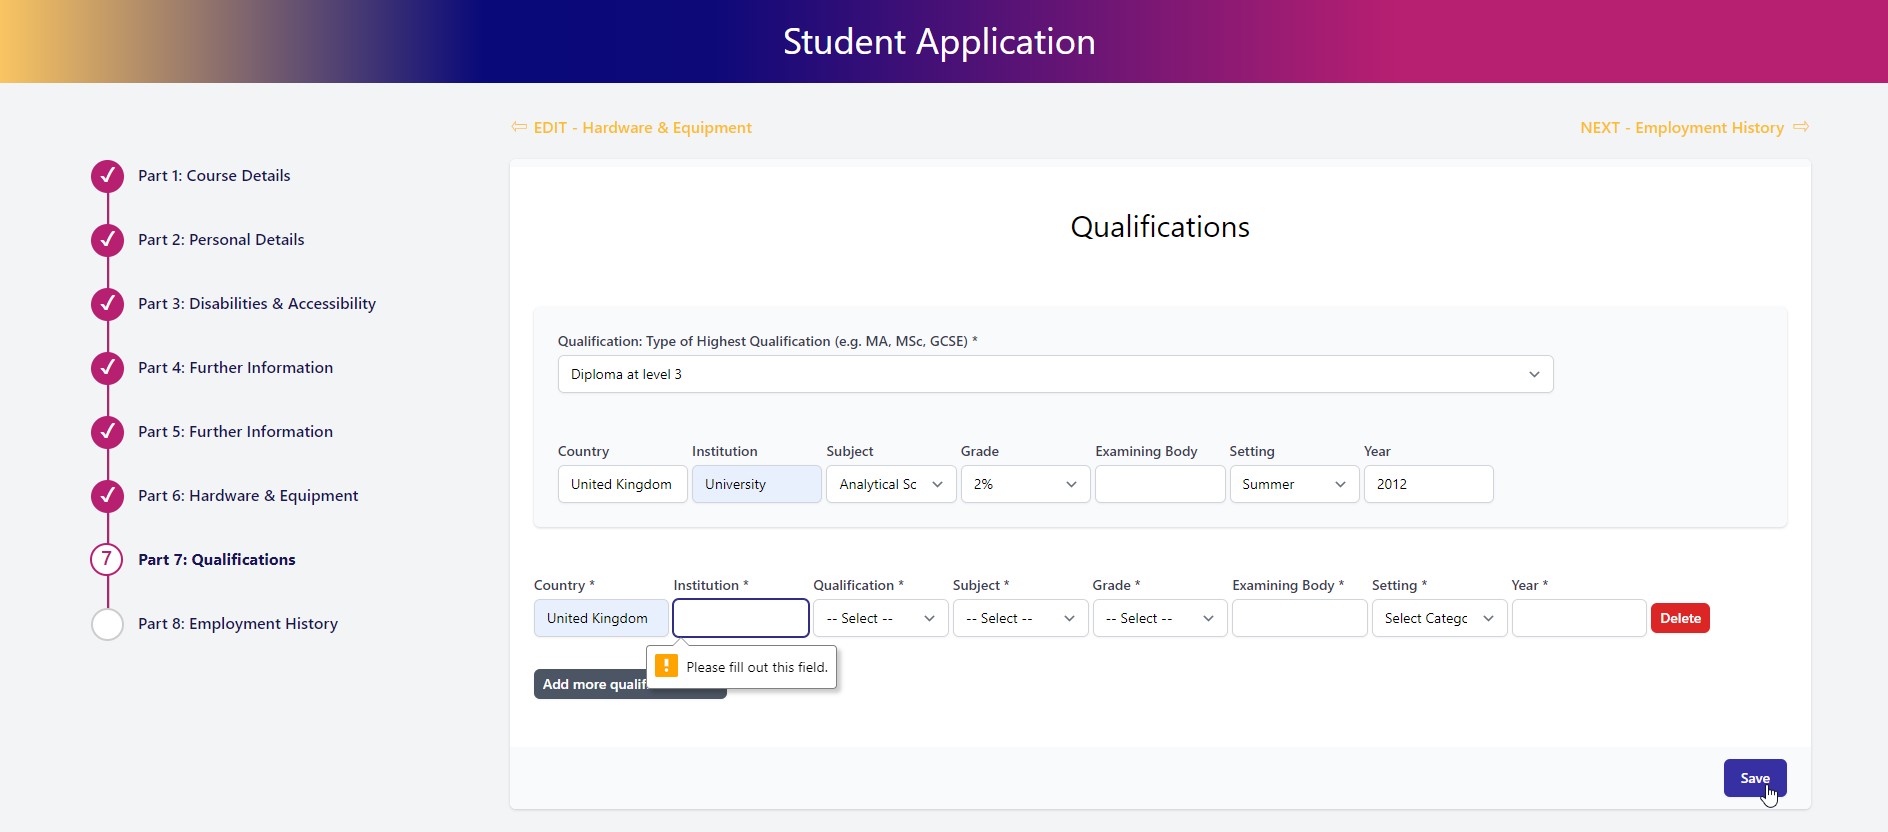 Student Application
⇦ EDIT - Hardware & Equipment
NEXT - Employment History ⇨
Part 1: Course Details
Part 2: Personal Details
Part 3: Disabilities & Accessibility
Part 4: Further Information
Part 5: Further Information
Part 6: Hardware & Equipment
7 Part 7: Qualifications
Part 8: Employment History
Qualifications
Qualification: Type of Highest Qualification (e.g. MA, MSc, GCSE) *
Diploma at level 3
Country Institution Subject Grade Examining Body Setting Year
United Kingdom University Analytical Sc 2% Summer 2012
Country * Institution * Qualification * Subject * Grade * Examining Body * Setting * Year *
United Kingdom -- Select -- -- Select -- -- Select -- Select Categc Delete
! Please fill out this field.
Add more qualif
Save